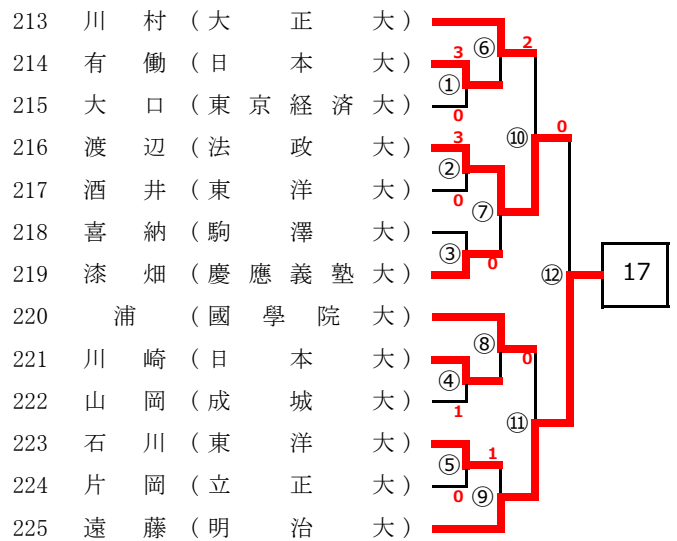 213 川村（大正大） ⑥ 2
214 有働（日本大） 3 ①
215 大口（東京経済大） 0
216 渡辺（法政大） 3 ② ⑩ 0
217 酒井（東洋大） 0 ⑦
218 喜納（駒澤大） ③
219 漆畑（慶應義塾大） 0 ⑫ 17
220 浦（國學院大） ⑧
221 川崎（日本大） ④ 0
222 山岡（成城大） 1 ⑪
223 石川（東洋大） ⑤ 1
224 片岡（立正大） 0 ⑨
225 遠藤（明治大）